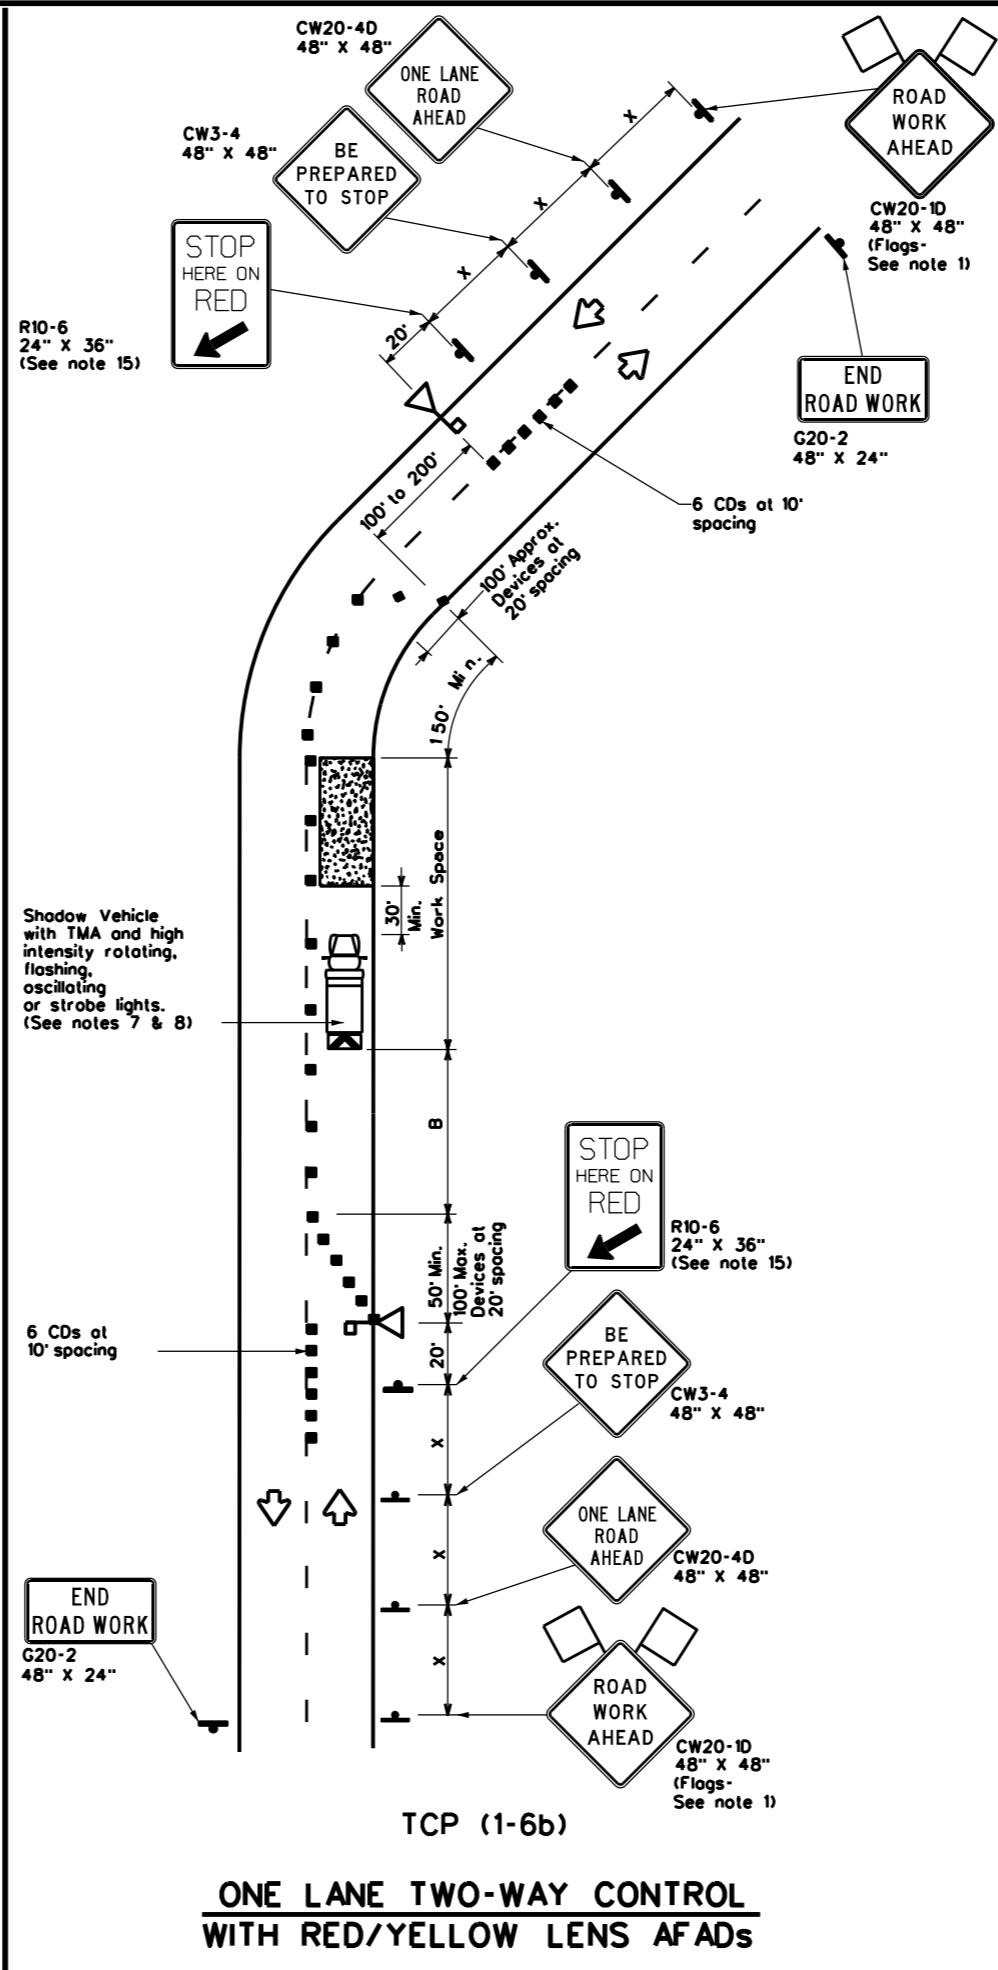 CW20-4D
48" X 48"
ONE LANE
ROAD
AHEAD
ROAD
WORK
AHEAD
CW3-4
48" X 48"
BE
PREPARED
TO STOP
X
X
X
CW20-1D
48" X 48"
(Flags-
See note 1)
STOP
HERE ON
RED
R10-6
24" X 36"
(See note 15)
20'
END
ROAD WORK
G20-2
48" X 24"
100' to 200'
6 CDs at 10'
spacing
100' Approx.
Devices at
20' spacing
150' Min.
Work Space
30'
Min.
Shadow Vehicle
with TMA and high
intensity rotating,
flashing,
oscillating
or strobe lights.
(See notes 7 & 8)
B
STOP
HERE ON
RED
R10-6
24" X 36"
(See note 15)
50' Min.
100' Max.
Devices at
20' spacing
6 CDs at
10' spacing
20'
BE
PREPARED
TO STOP
CW3-4
48" X 48"
X
ONE LANE
ROAD
AHEAD
CW20-4D
48" X 48"
X
END
ROAD WORK
G20-2
48" X 24"
X
ROAD
WORK
AHEAD
CW20-1D
48" X 48"
(Flags-
See note 1)
TCP (1-6b)
ONE LANE TWO-WAY CONTROL
WITH RED/YELLOW LENS AFADs